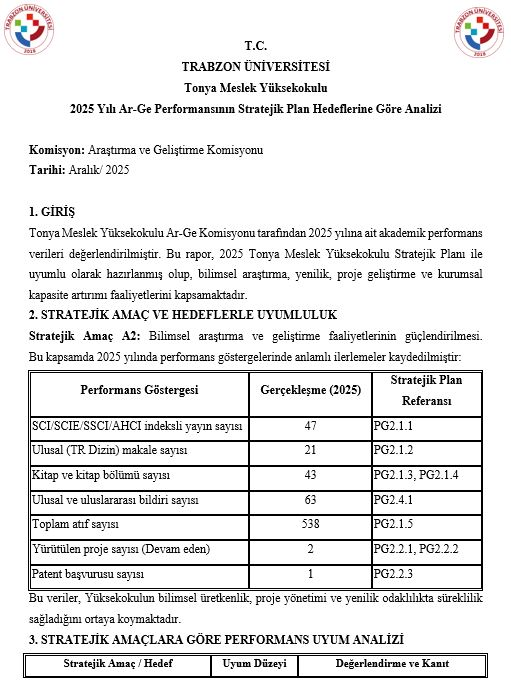 TRABZON ÜNİVERSİTESİ
2018
TRABZON ÜNİVERSİTESİ
2018
T.C.
TRABZON ÜNİVERSİTESİ
Tonya Meslek Yüksekokulu
2025 Yılı Ar-Ge Performansının Stratejik Plan Hedeflerine Göre Analizi
Komisyon: Araştırma ve Geliştirme Komisyonu
Tarihi: Aralık/ 2025
1. GİRİŞ
Tonya Meslek Yüksekokulu Ar-Ge Komisyonu tarafından 2025 yılına ait akademik performans
verileri değerlendirilmiştir. Bu rapor, 2025 Tonya Meslek Yüksekokulu Stratejik Planı ile
uyumlu olarak hazırlanmış olup, bilimsel araştırma, yenilik, proje geliştirme ve kurumsal
kapasite artırımı faaliyetlerini kapsamaktadır.
2. STRATEJİK AMAÇ VE HEDEFLERLE UYUMLULUK
Stratejik Amaç A2: Bilimsel araştırma ve geliştirme faaliyetlerinin güçlendirilmesi.
Bu kapsamda 2025 yılında performans göstergelerinde anlamlı ilerlemeler kaydedilmiştir:
Performans Göstergesi Gerçekleşme (2025) Stratejik Plan
Referansı
SCI/SCIE/SSCI/AHCI indeksli yayın sayısı 47 PG2.1.1
Ulusal (TR Dizin) makale sayısı 21 PG2.1.2
Kitap ve kitap bölümü sayısı 43 PG2.1.3, PG2.1.4
Ulusal ve uluslararası bildiri sayısı 63 PG2.4.1
Toplam atıf sayısı 538 PG2.1.5
Yürütülen proje sayısı (Devam eden) 2 PG2.2.1, PG2.2.2
Patent başvurusu sayısı 1 PG2.2.3
Bu veriler, Yüksekokulun bilimsel üretkenlik, proje yönetimi ve yenilik odaklılıkta süreklilik
sağladığını ortaya koymaktadır.
3. STRATEJİK AMAÇLARA GÖRE PERFORMANS UYUM ANALİZİ
Stratejik Amaç / Hedef Uyum Düzeyi Değerlendirme ve Kanıt